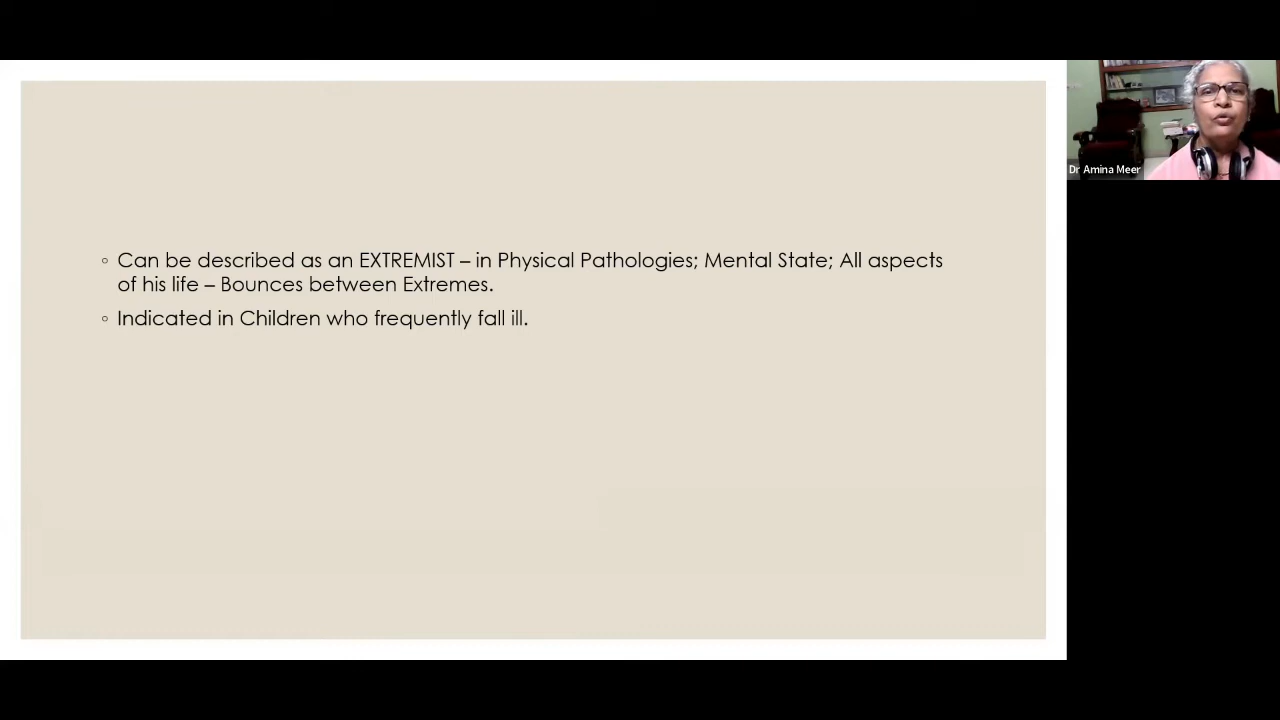 Can be described as an EXTREMIST – in Physical Pathologies; Mental State; All aspects
of his life – Bounces between Extremes.
Indicated in Children who frequently fall ill.
Dr Amina Meer